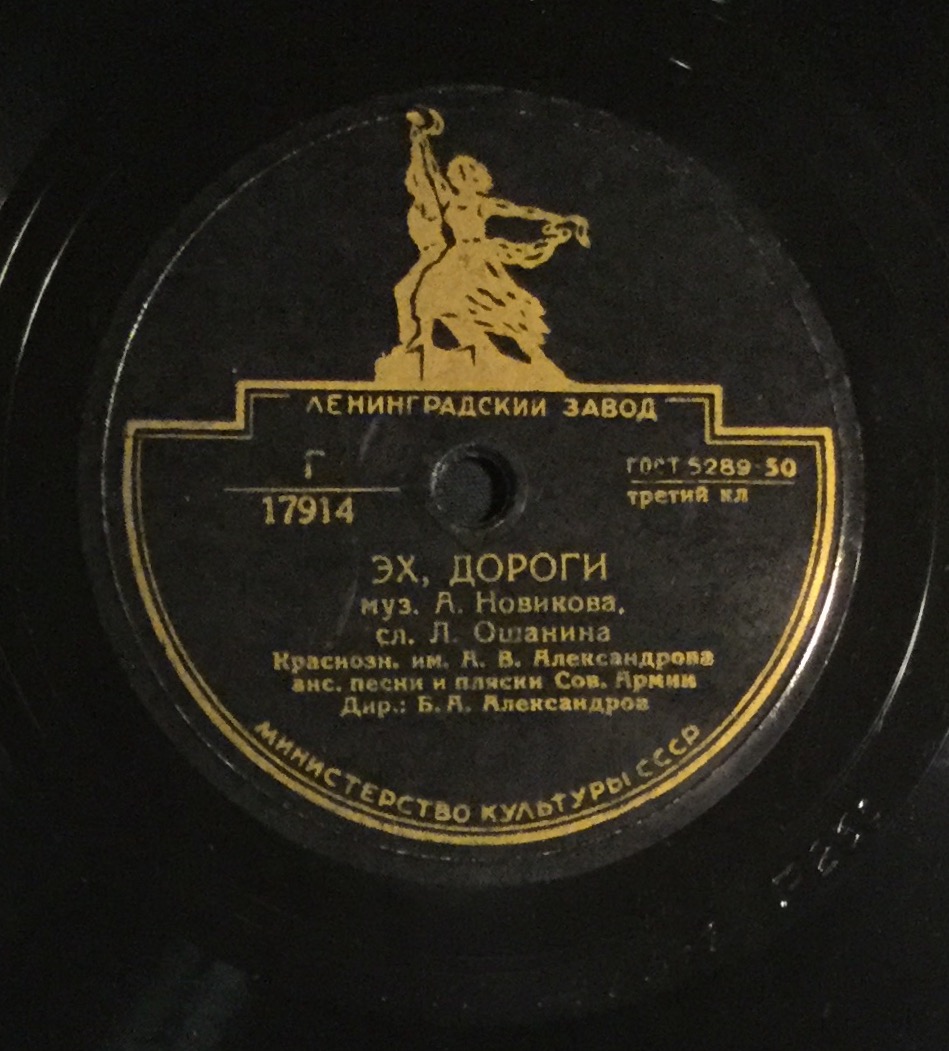 ЛЕНИНГРАДСКИЙ ЗАВОД
Г
17914
ГОСТ 5289-50
третий кл
ЭХ, ДОРОГИ
муз. А. Новикова,
сл. Л. Ошанина
Краснозн. им. А. В. Александрова
анс. песни и пляски Сов. Армии
Дир.: Б. А. Александров
МИНИСТЕРСТВО КУЛЬТУРЫ СССР